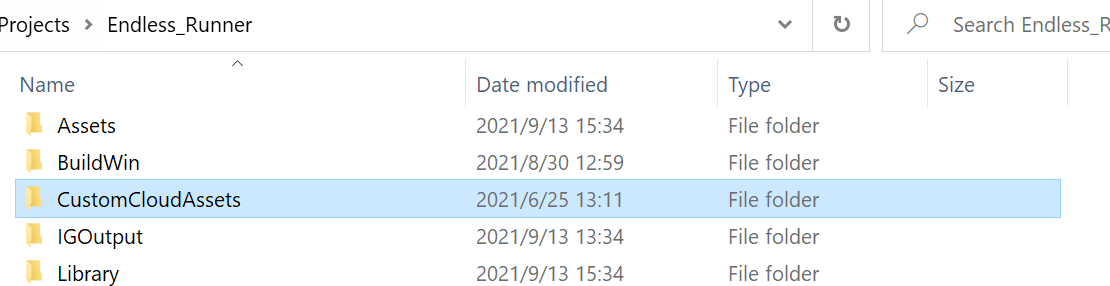 Projects > Endless_Runner Search Endless_R
Name Date modified Type Size
Assets 2021/9/13 15:34 File folder
BuildWin 2021/8/30 12:59 File folder
CustomCloudAssets 2021/6/25 13:11 File folder
IGOutput 2021/9/13 13:34 File folder
Library 2021/9/13 15:34 File folder